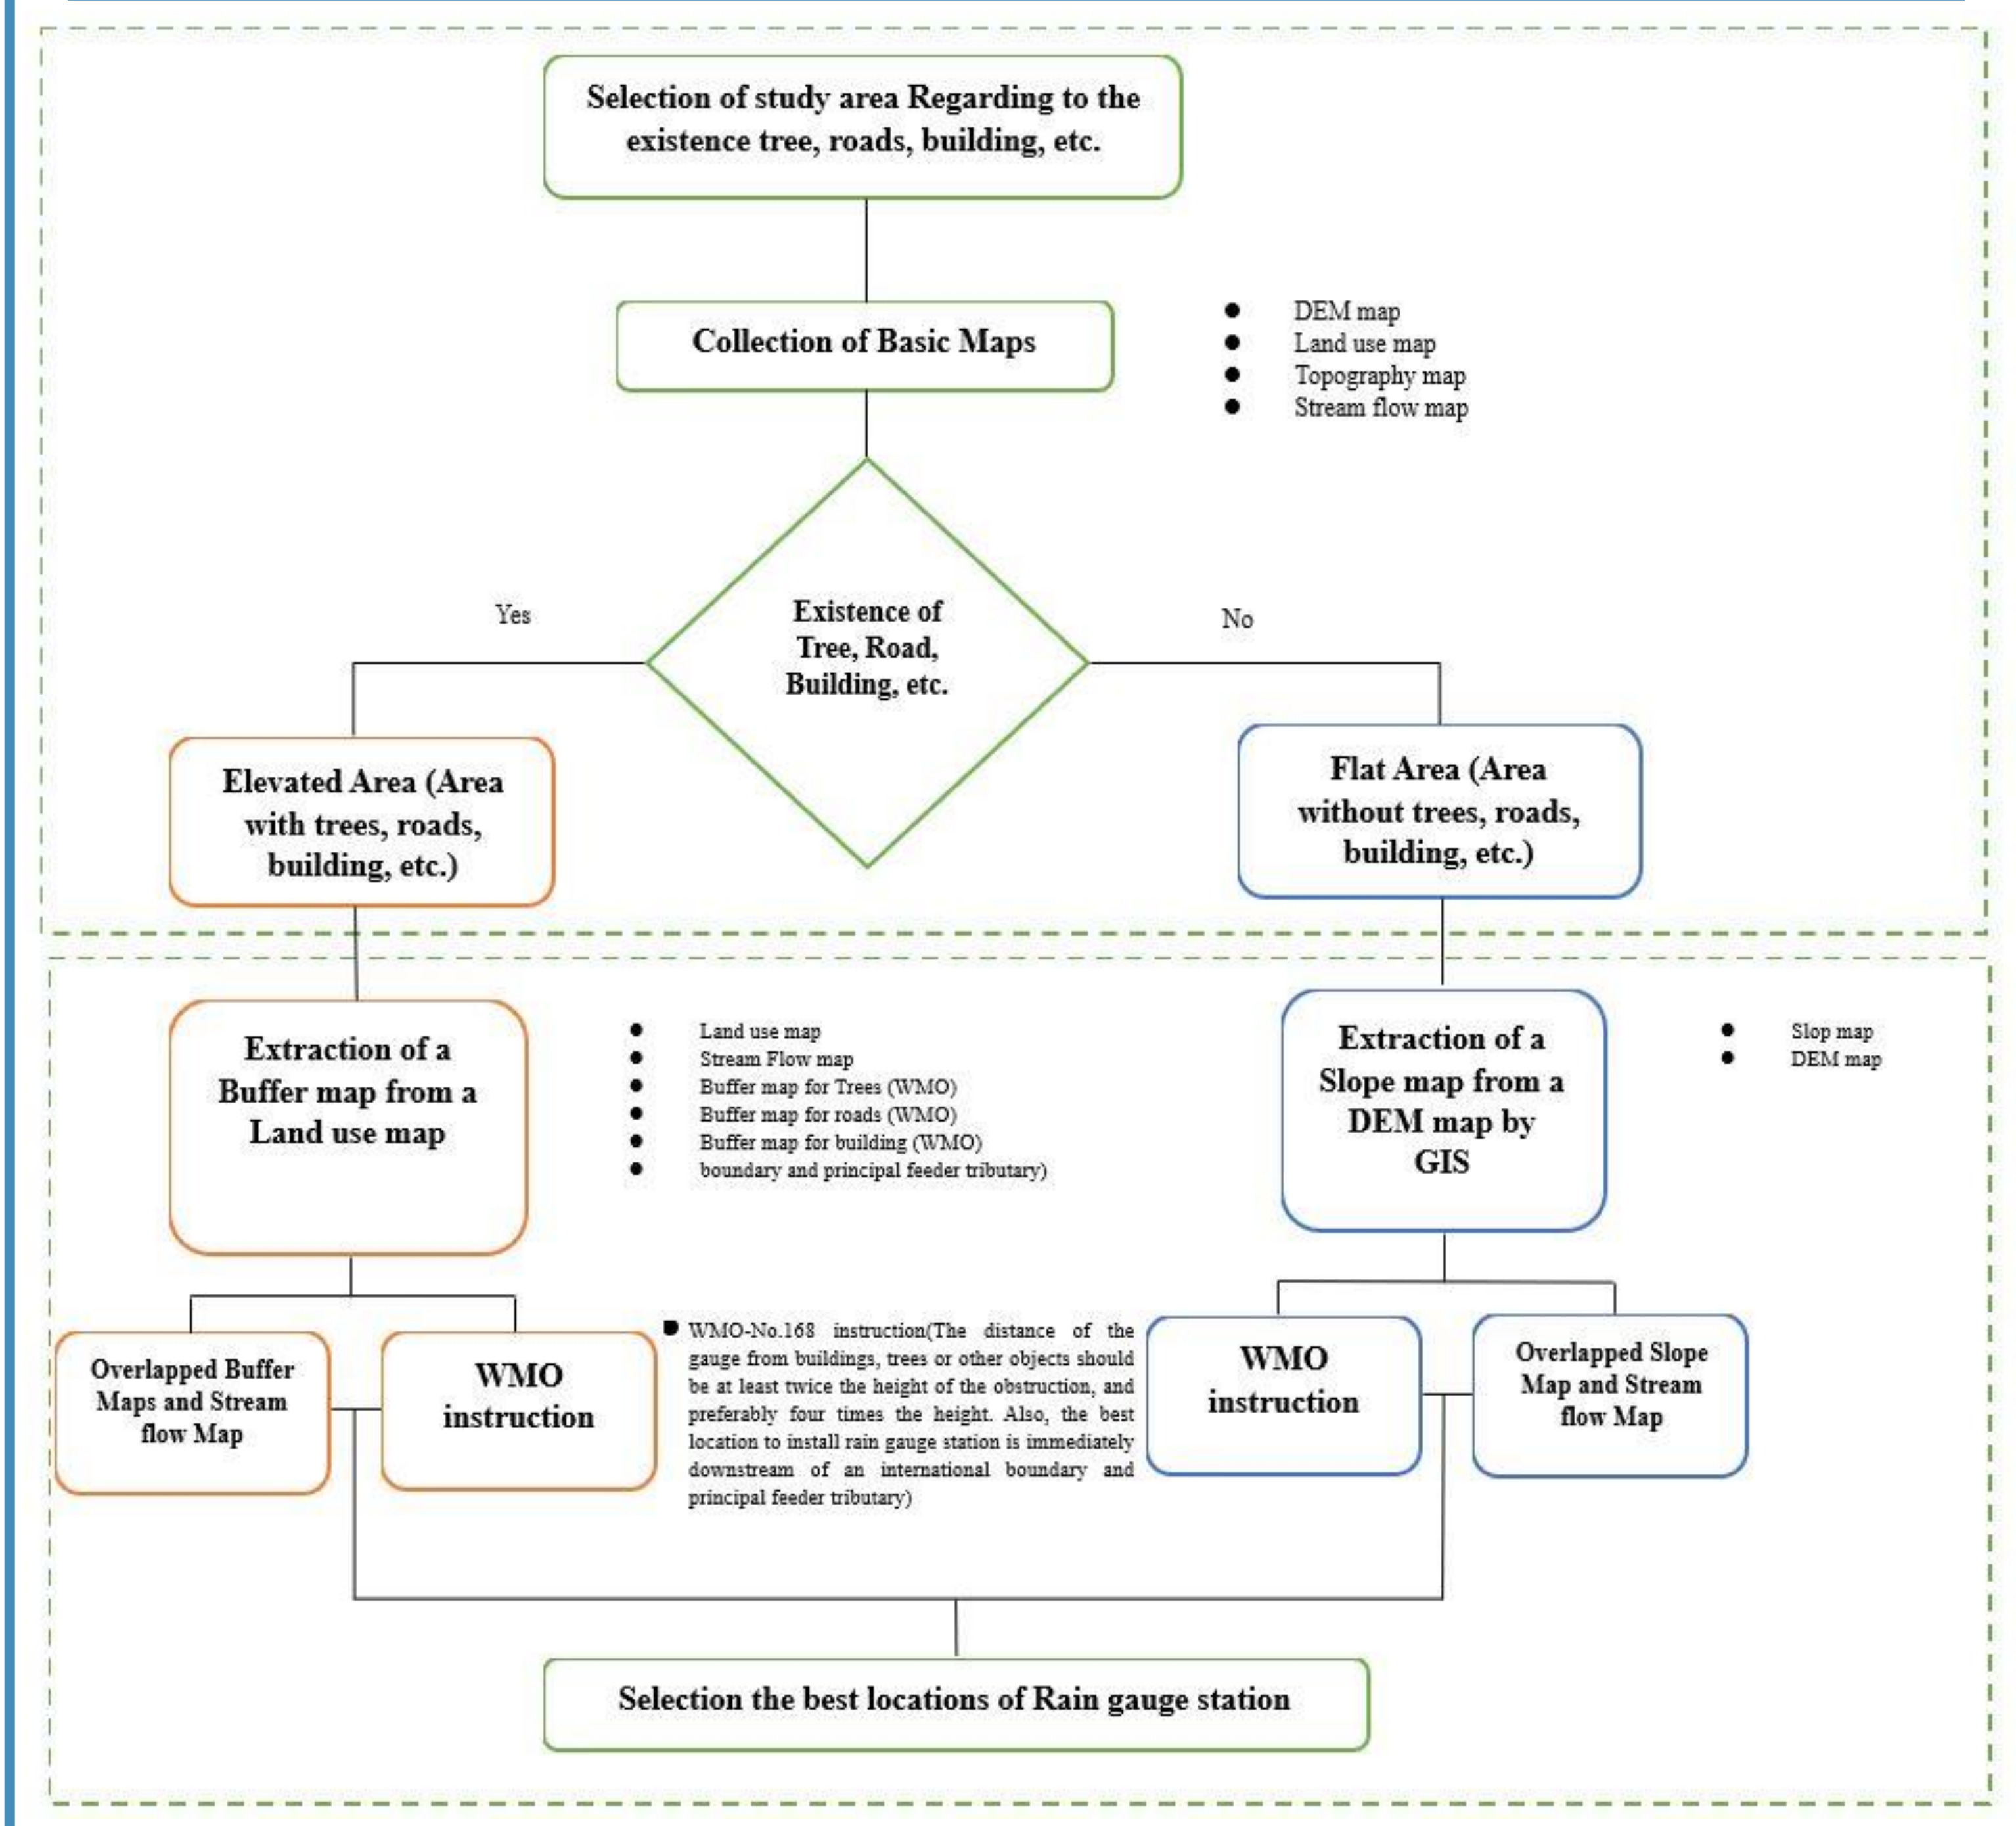 Selection of study area Regarding to the
existence tree, roads, building, etc.
Collection of Basic Maps
DEM map
Land use map
Topography map
Stream flow map
Existence of
Tree, Road,
Building, etc.
Yes
No
Elevated Area (Area
with trees, roads,
building, etc.)
Flat Area (Area
without trees, roads,
building, etc.)
Extraction of a
Buffer map from a
Land use map
Land use map
Stream Flow map
Buffer map for Trees (WMO)
Buffer map for roads (WMO)
Buffer map for building (WMO)
boundary and principal feeder tributary)
Extraction of a
Slope map from a
DEM map by
GIS
Slop map
DEM map
Overlapped Buffer
Maps and Stream
flow Map
WMO
instruction
WMO-No.168 instruction(The distance of the
gauge from buildings, trees or other objects should
be at least twice the height of the obstruction, and
preferably four times the height. Also, the best
location to install rain gauge station is immediately
downstream of an international boundary and
principal feeder tributary)
WMO
instruction
Overlapped Slope
Map and Stream
flow Map
Selection the best locations of Rain gauge station